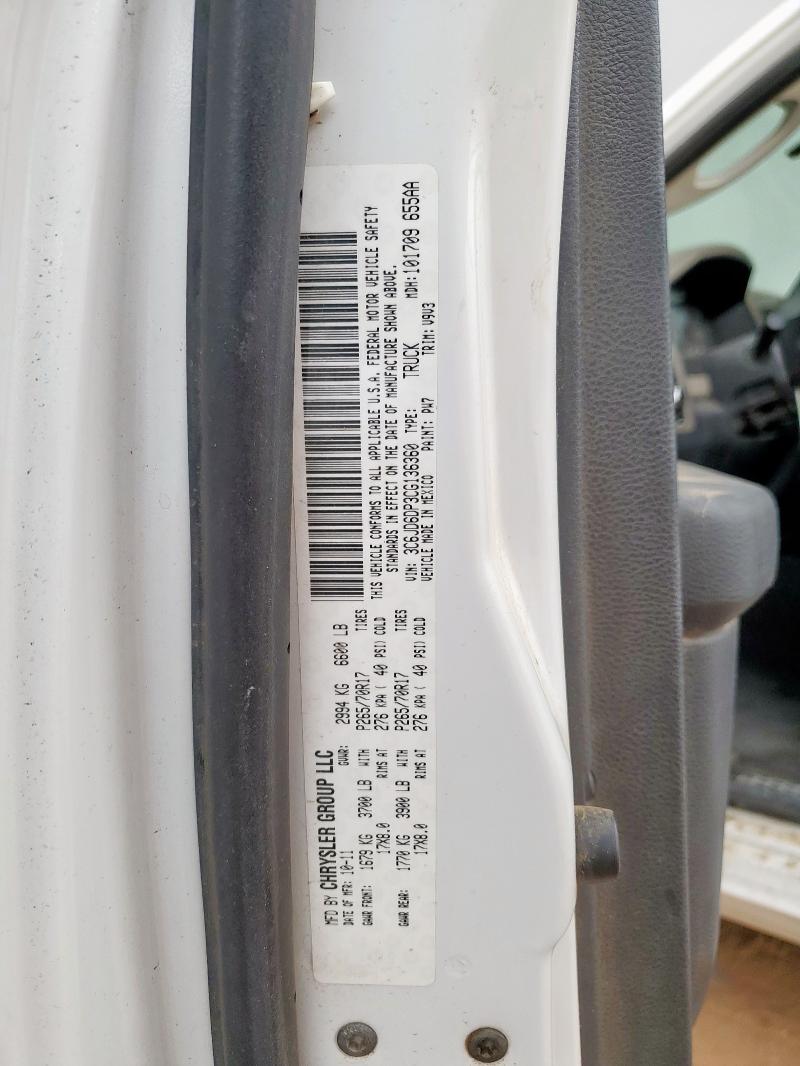 MFD BY CHRYSLER GROUP LLC
DATE OF MFR: 10-11 GVWR: 2994 KG 6600 LB
GAWR FRONT: 1679 KG 3700 LB WITH P265/70R17 TIRES
17X8.0 RIMS AT 276 KPA ( 40 PSI) COLD
GAWR REAR: 1770 KG 3900 LB WITH P265/70R17 TIRES
17X8.0 RIMS AT 276 KPA ( 40 PSI) COLD
THIS VEHICLE CONFORMS TO ALL APPLICABLE U.S.A. FEDERAL MOTOR VEHICLE SAFETY
STANDARDS IN EFFECT ON THE DATE OF MANUFACTURE SHOWN ABOVE.
VIN: 3C6JD6DP3CG136360 TYPE: TRUCK MDH: 101709 655AA
VEHICLE MADE IN MEXICO PAINT: PW7 TRIM: V9V3